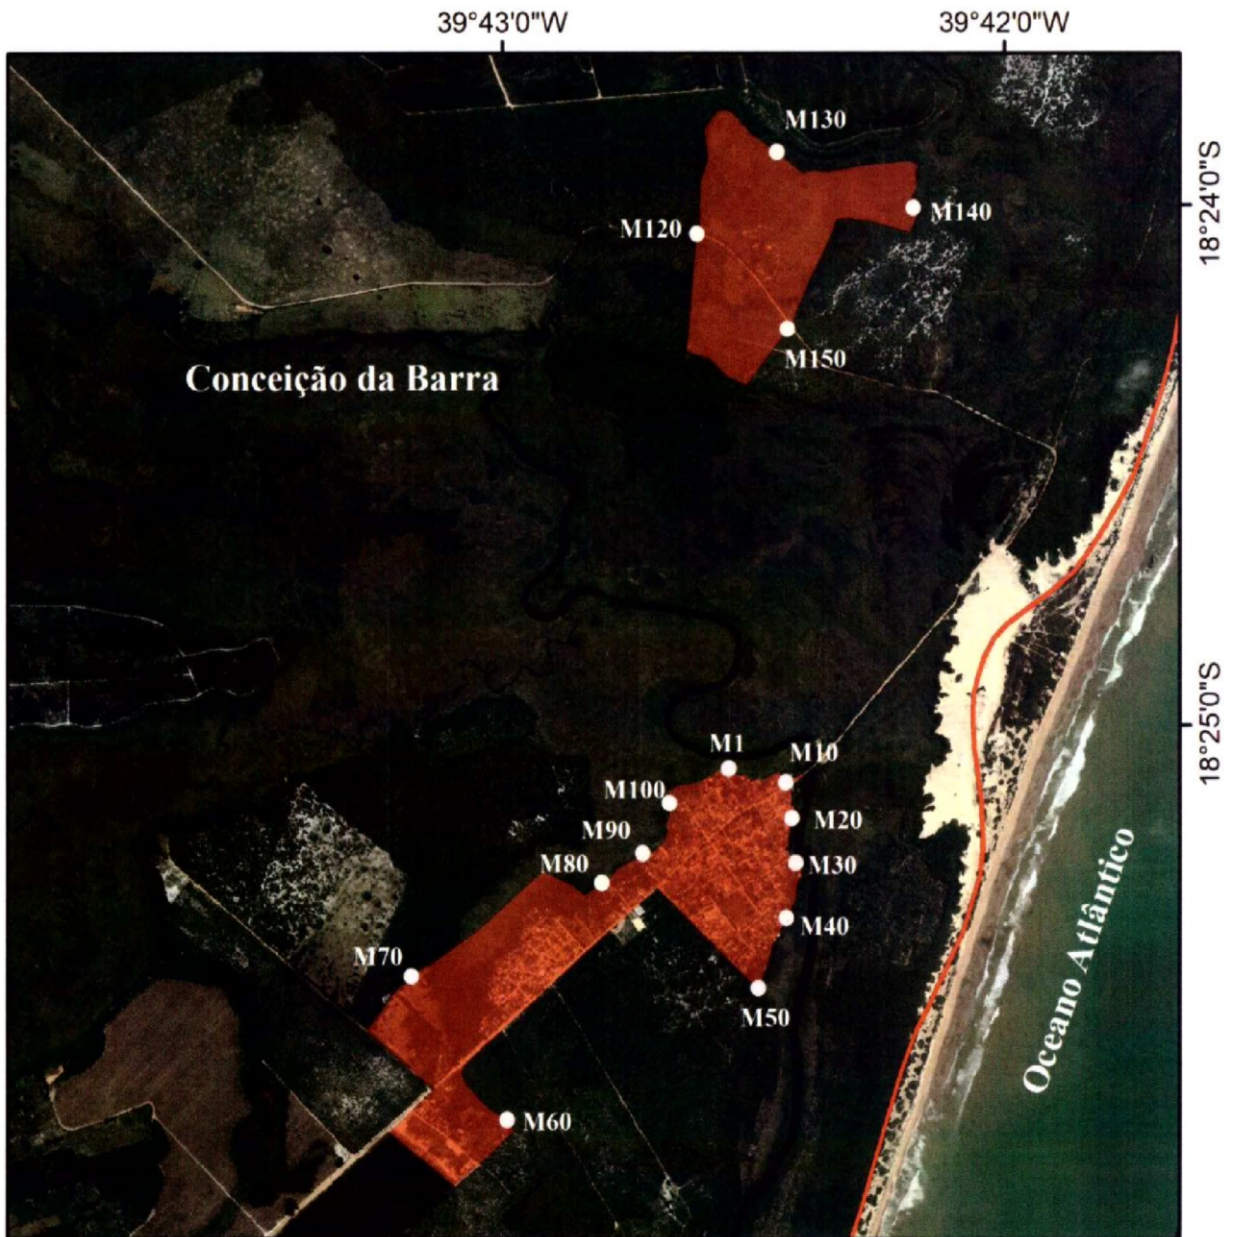 39°43'0"W
39°42'0"W
M130
18°24'0"S
M140
M120
M150
Conceição da Barra
18°25'0"S
M1
M10
M100
M20
M90
M30
M80
M40
M70
M50
Oceano Atlântico
M60